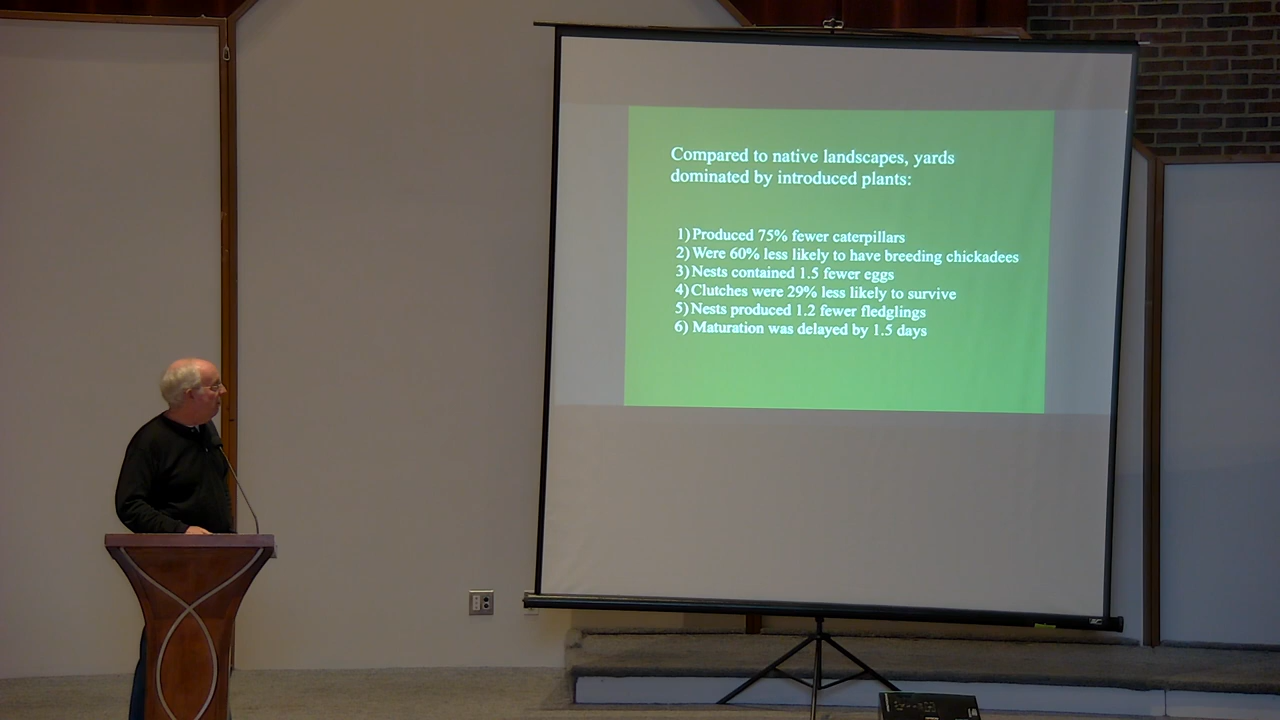 Compared to native landscapes, yards
dominated by introduced plants:
1) Produced 75% fewer caterpillars
2) Were 60% less likely to have breeding chickadees
3) Nests contained 1.5 fewer eggs
4) Clutches were 29% less likely to survive
5) Nests produced 1.2 fewer fledglings
6) Maturation was delayed by 1.5 days